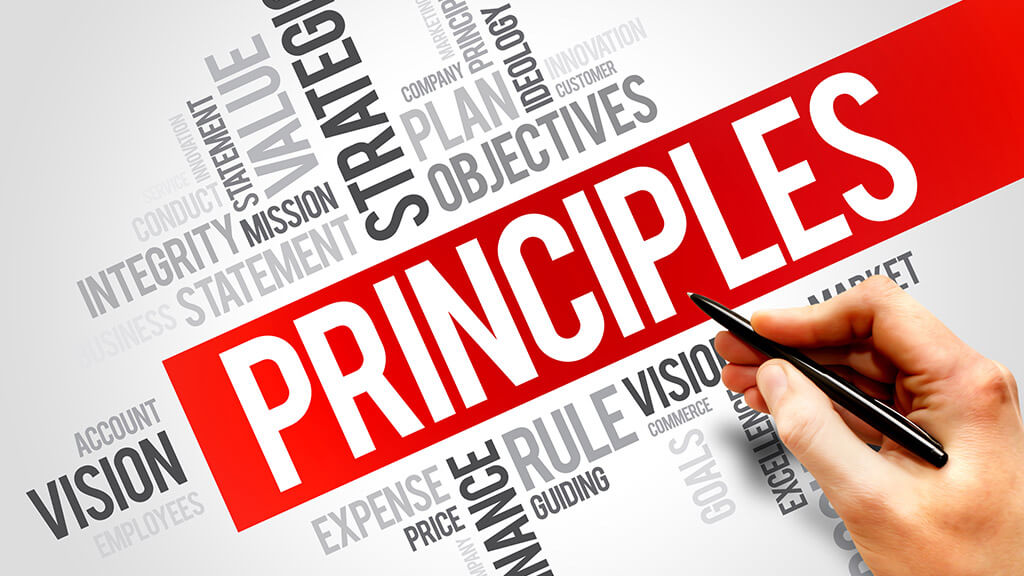 MARKETING
PRINCIPLE
IDEOLOGY
INNOVATION
STRATEGIC
COMPANY
CUSTOMER
VALUE
PLAN
OBJECTIVES
STATEMENT
INNOVATION
SERVICE
CONDUCT
INTEGRITY
MISSION
STATEMENT
BUSINESS
PRINCIPLES
MARKET
ACCOUNT
VISION
EMPLOYEES
EXPENSE
PRICE
RULE
GUIDING
VISION
COMMERCE
GOALS
EXCELLENCE